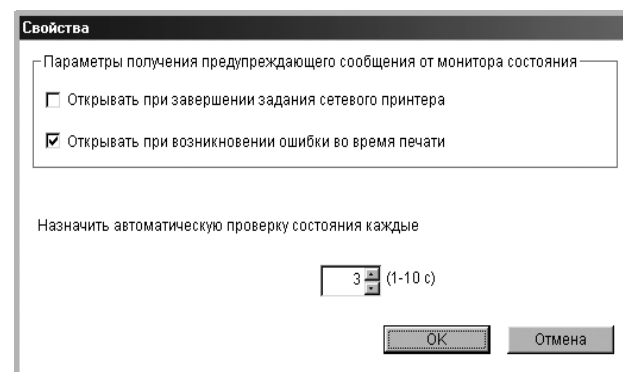 Свойства
Параметры получения предупреждающего сообщения от монитора состояния
Открывать при завершении задания сетевого принтера
Открывать при возникновении ошибки во время печати
Назначить автоматическую проверку состояния каждые
3 (1-10 с)
OK Отмена